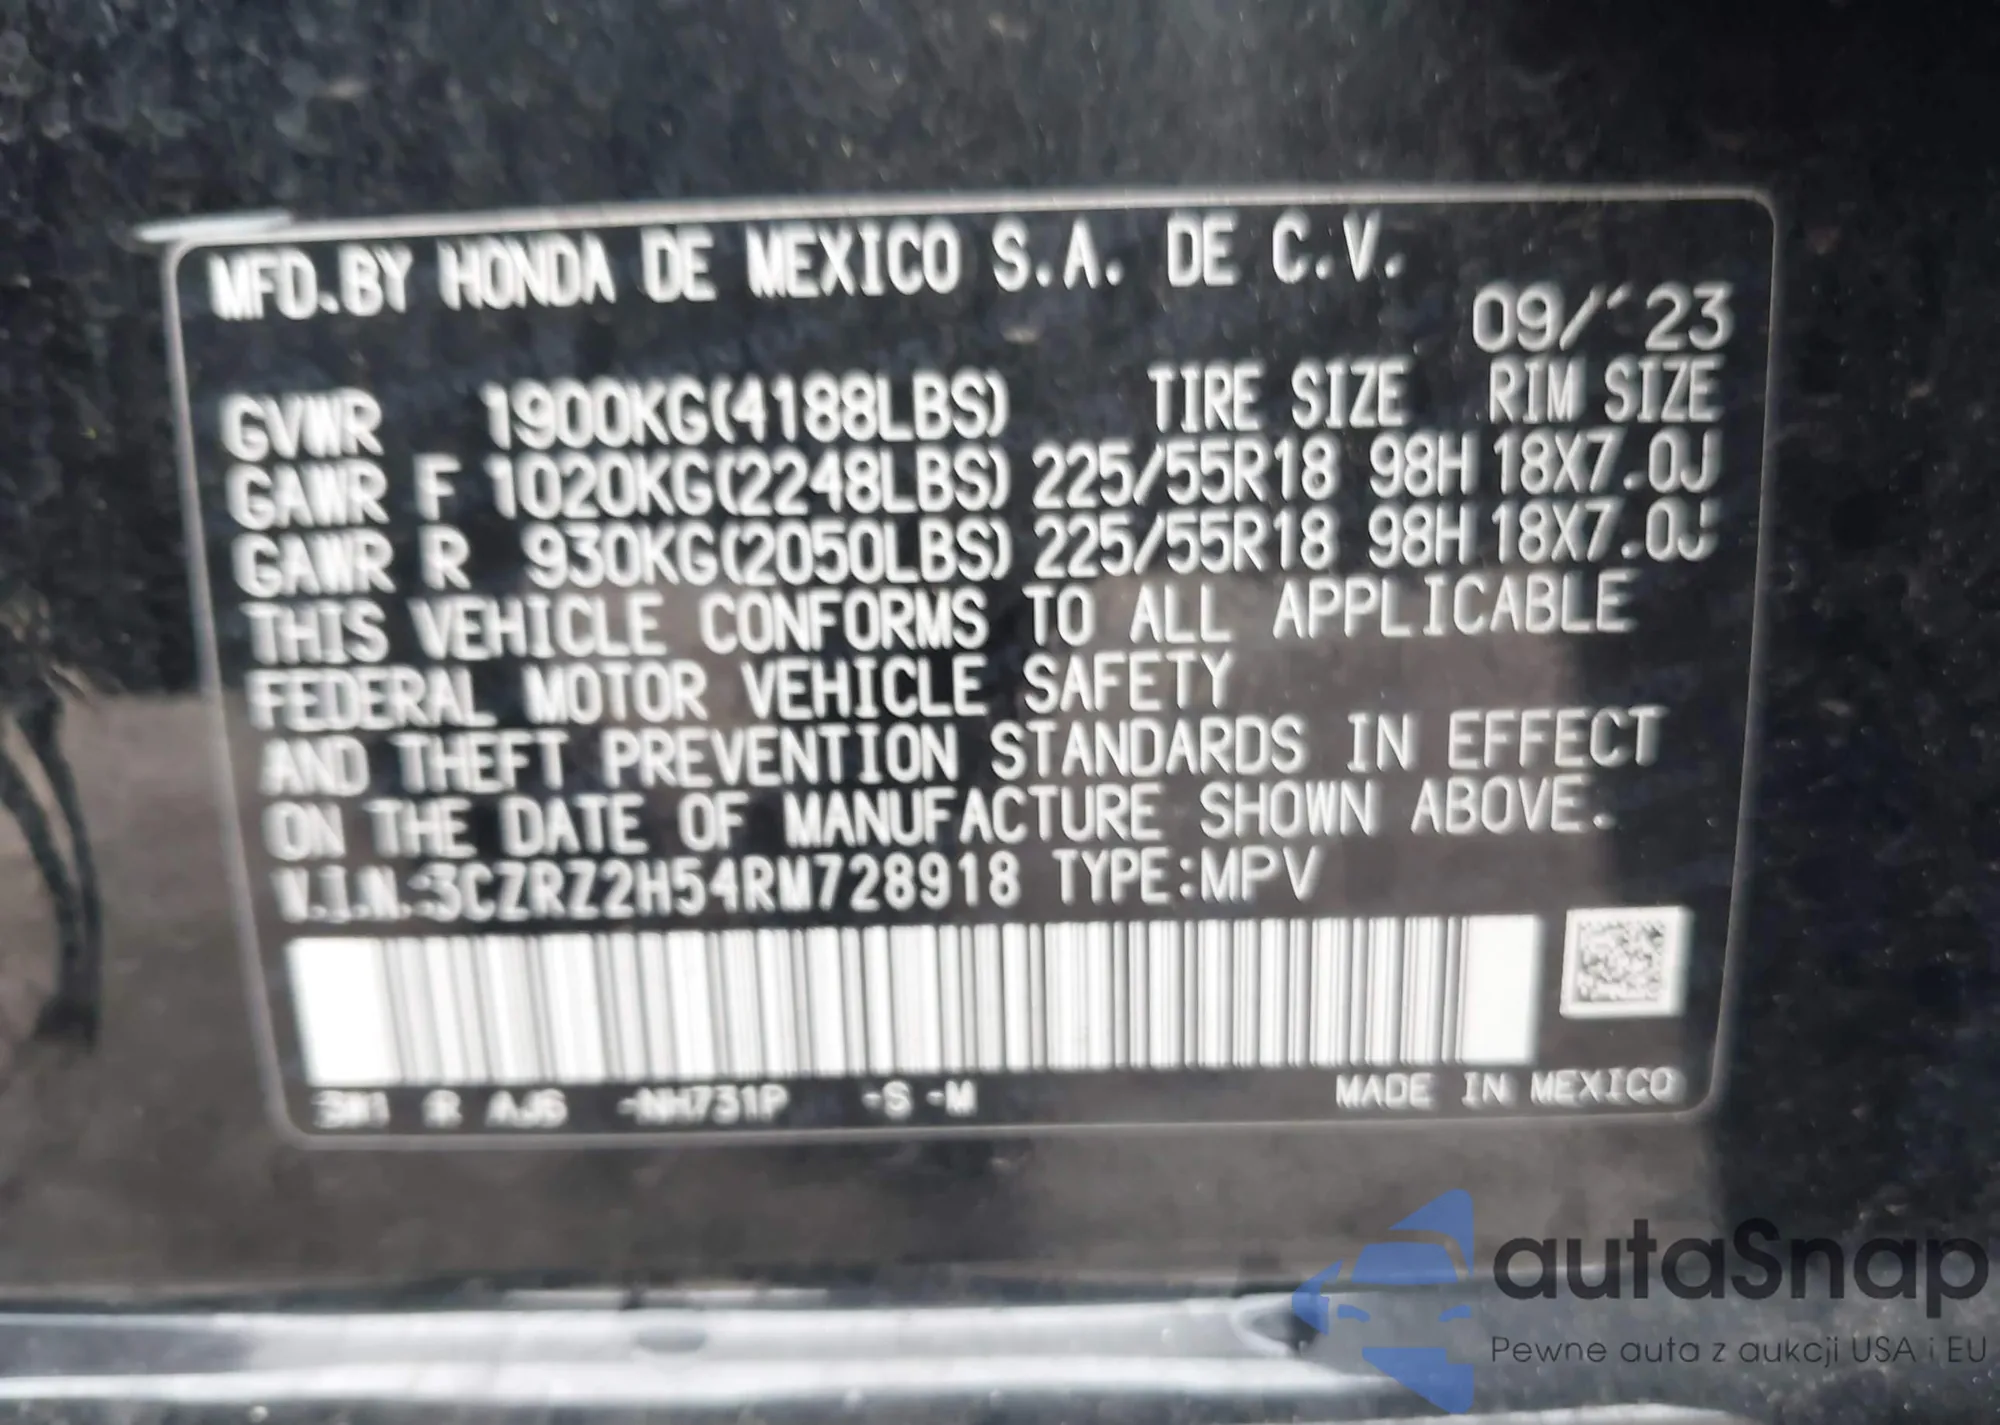 MFD.BY HONDA DE MEXICO S.A. DE C.V.
09/23
GVWR 1900KG(4188LBS) TIRE SIZE RIM SIZE
GAWR F 1020KG(2248LBS) 225/55R18 98H 18X7.0J
GAWR R 930KG(2050LBS) 225/55R18 98H 18X7.0J
THIS VEHICLE CONFORMS TO ALL APPLICABLE
FEDERAL MOTOR VEHICLE SAFETY
AND THEFT PREVENTION STANDARDS IN EFFECT
ON THE DATE OF MANUFACTURE SHOWN ABOVE.
V.I.N.:3CZRZ2H54RM728918 TYPE:MPV
R -NH731P -S -M MADE IN MEXICO
autaSnap
Pewne auta z aukcji USA i EU